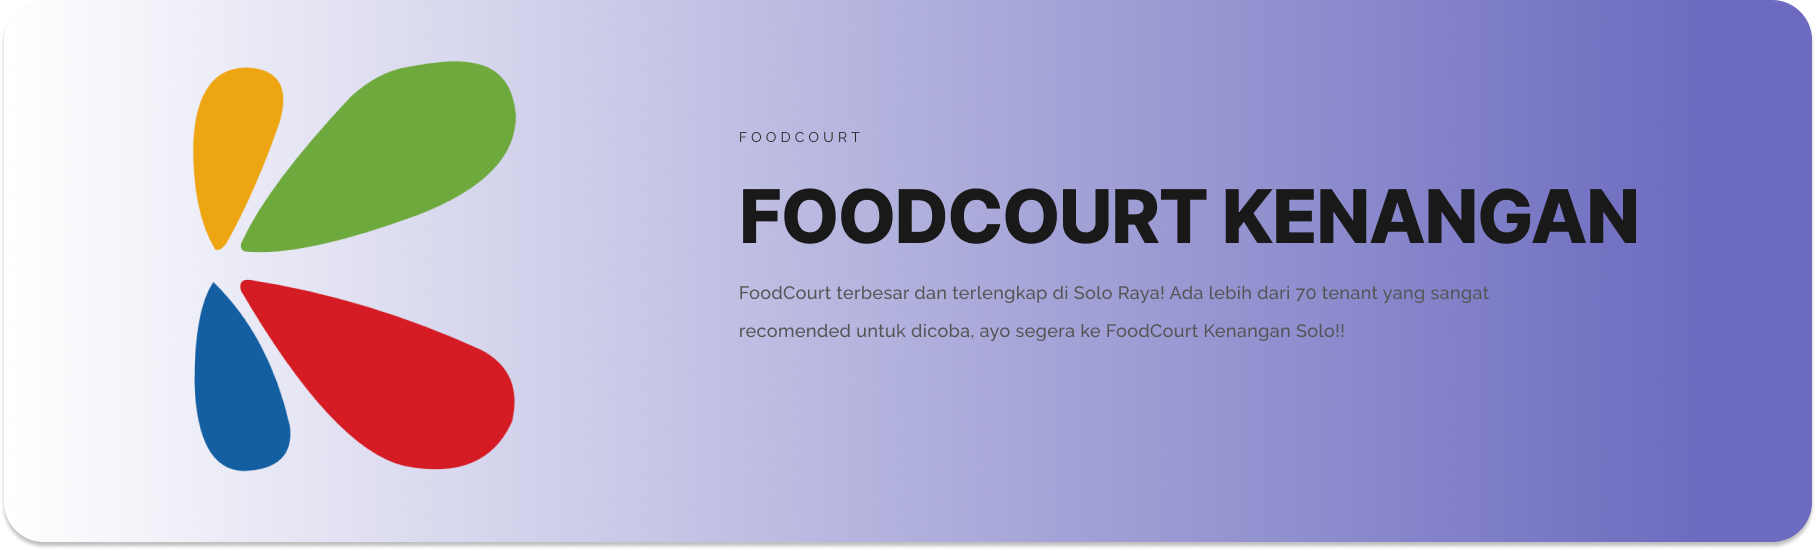 FOODCOURT
FOODCOURT KENANGAN
FoodCourt terbesar dan terlengkap di Solo Raya! Ada lebih dari 70 tenant yang sangat
recomended untuk dicoba, ayo segera ke FoodCourt Kenangan Solo!!